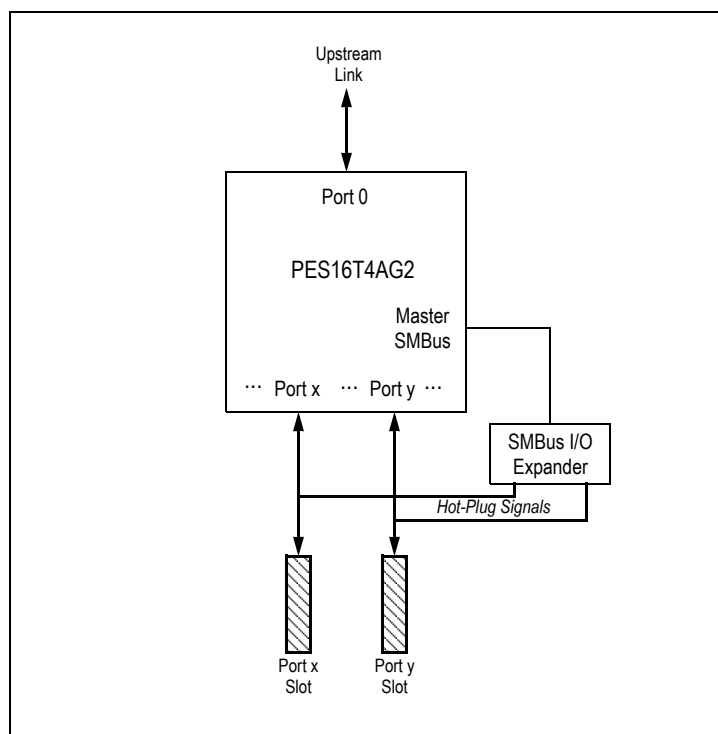 Upstream
Link
Port 0
PES16T4AG2
Master
SMBus
··· Port x ··· Port y ···
SMBus I/O
Expander
Hot-Plug Signals
Port x
Slot
Port y
Slot